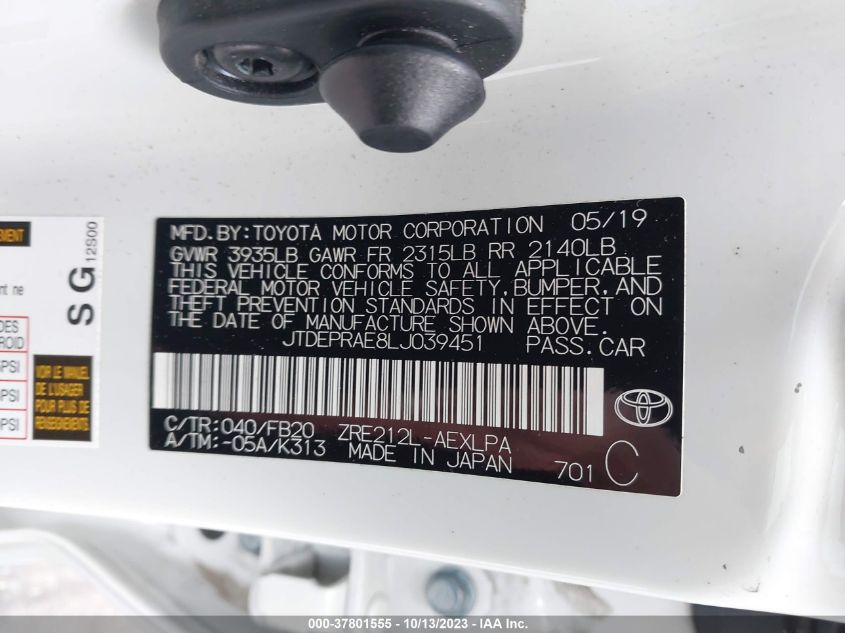 MFD.BY:TOYOTA MOTOR CORPORATION 05/19
GVWR 3935LB GAWR FR 2315LB RR 2140LB
THIS VEHICLE CONFORMS TO ALL APPLICABLE
FEDERAL MOTOR VEHICLE SAFETY,BUMPER,AND
THEFT PREVENTION STANDARDS IN EFFECT ON
THE DATE OF MANUFACTURE SHOWN ABOVE.
JTDEPRAE8LJ039451 PASS.CAR
C/TR:040/FB20 ZRE212L-AEXLPA
A/TM:-05A/K313 MADE IN JAPAN 701 C
SG 12S00
VOIR LE MANUEL
DE L'USAGER
POUR PLUS DE
RENSEIGNEMENTS
PSI
PSI
PSI
000-37801555 - 10/13/2023 - IAAI.com